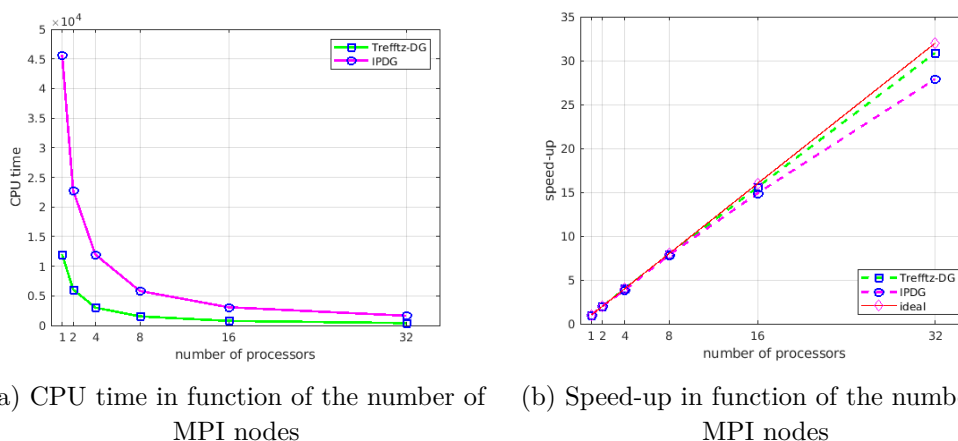 ×10⁴
5
4.5
4
3.5
3
2.5
2
1.5
1
0.5
0
CPU time
Trefftz-DG
IPDG
1 2 4 8 16 32
number of processors
35
30
25
20
15
10
5
0
speed-up
Trefftz-DG
IPDG
ideal
1 2 4 8 16 32
number of processors
) CPU time in function of the number of
MPI nodes
(b) Speed-up in function of the numb
MPI nodes